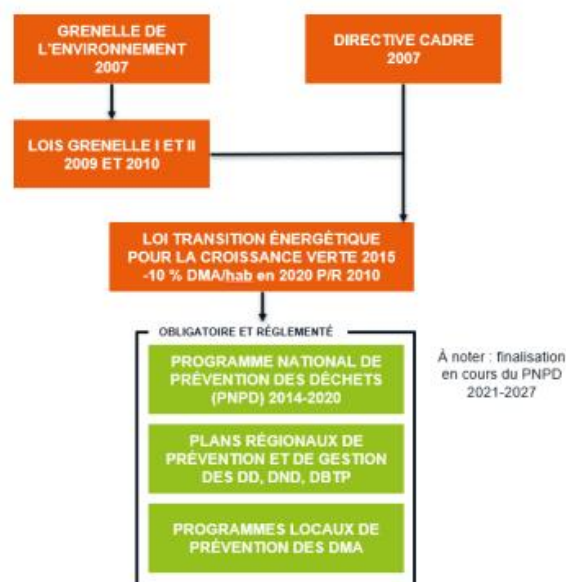 GRENELLE DE
L'ENVIRONNEMENT
2007
DIRECTIVE CADRE
2007
LOIS GRENELLE I ET II
2009 ET 2010
LOI TRANSITION ÉNERGÉTIQUE
POUR LA CROISSANCE VERTE 2015
-10 % DMA/hab en 2020 P/R 2010
OBLIGATOIRE ET RÉGLEMENTÉ
PROGRAMME NATIONAL DE
PRÉVENTION DES DÉCHETS
(PNPD) 2014-2020
À noter : finalisation
en cours du PNPD
2021-2027
PLANS RÉGIONAUX DE
PRÉVENTION ET DE GESTION
DES DD, DND, DBTP
PROGRAMMES LOCAUX DE
PRÉVENTION DES DMA